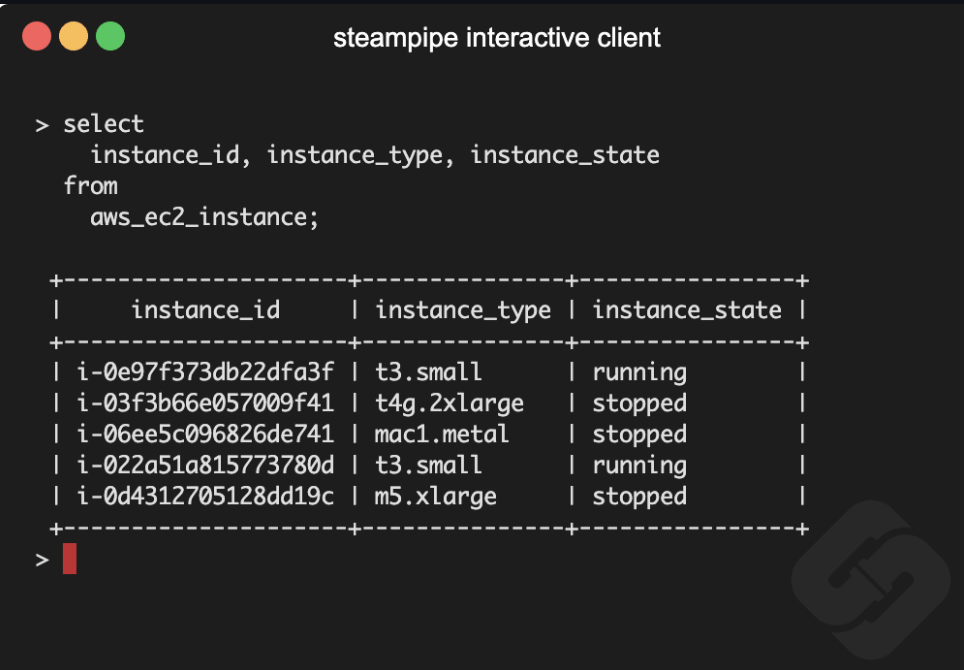 steampipe interactive client
> select
    instance_id, instance_type, instance_state
  from
    aws_ec2_instance;
+---------------------+---------------+----------------+
|     instance_id     | instance_type | instance_state |
+---------------------+---------------+----------------+
| i-0e97f373db22dfa3f | t3.small      | running        |
| i-03f3b66e057009f41 | t4g.2xlarge   | stopped        |
| i-06ee5c096826de741 | mac1.metal    | stopped        |
| i-022a51a815773780d | t3.small      | running        |
| i-0d4312705128dd19c | m5.xlarge     | stopped        |
+---------------------+---------------+----------------+
>